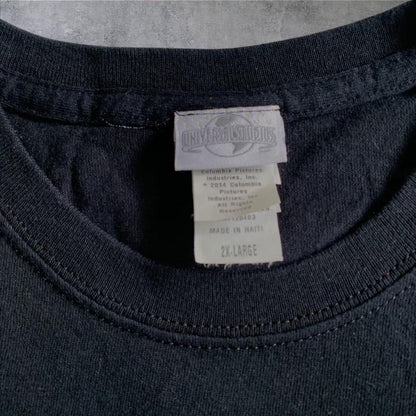 UNIVERSAL STUDIOS
Columbia Pictures
Industries, Inc.
© 2014 Columbia
Pictures
Industries, Inc.
All Rights
Reserved
MADE IN HAITI
2X-LARGE